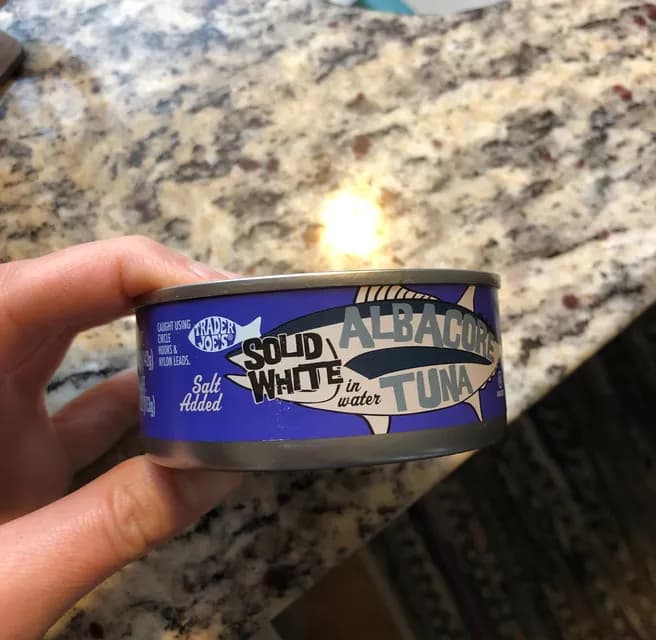 CAUGHT USING
CIRCLE
HOOKS &
NYLON LEADS.
TRADER
JOE'S
Salt
Added
SOLID
WHITE
in
water
ALBACORE
TUNA